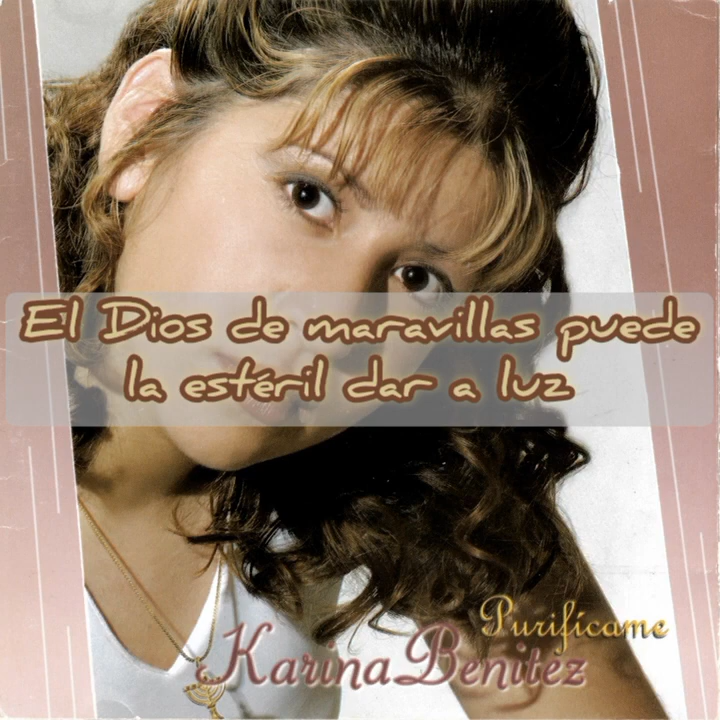 El Dios de maravillas puede
la estéril dar a luz
Purifícame
Karina Benitez